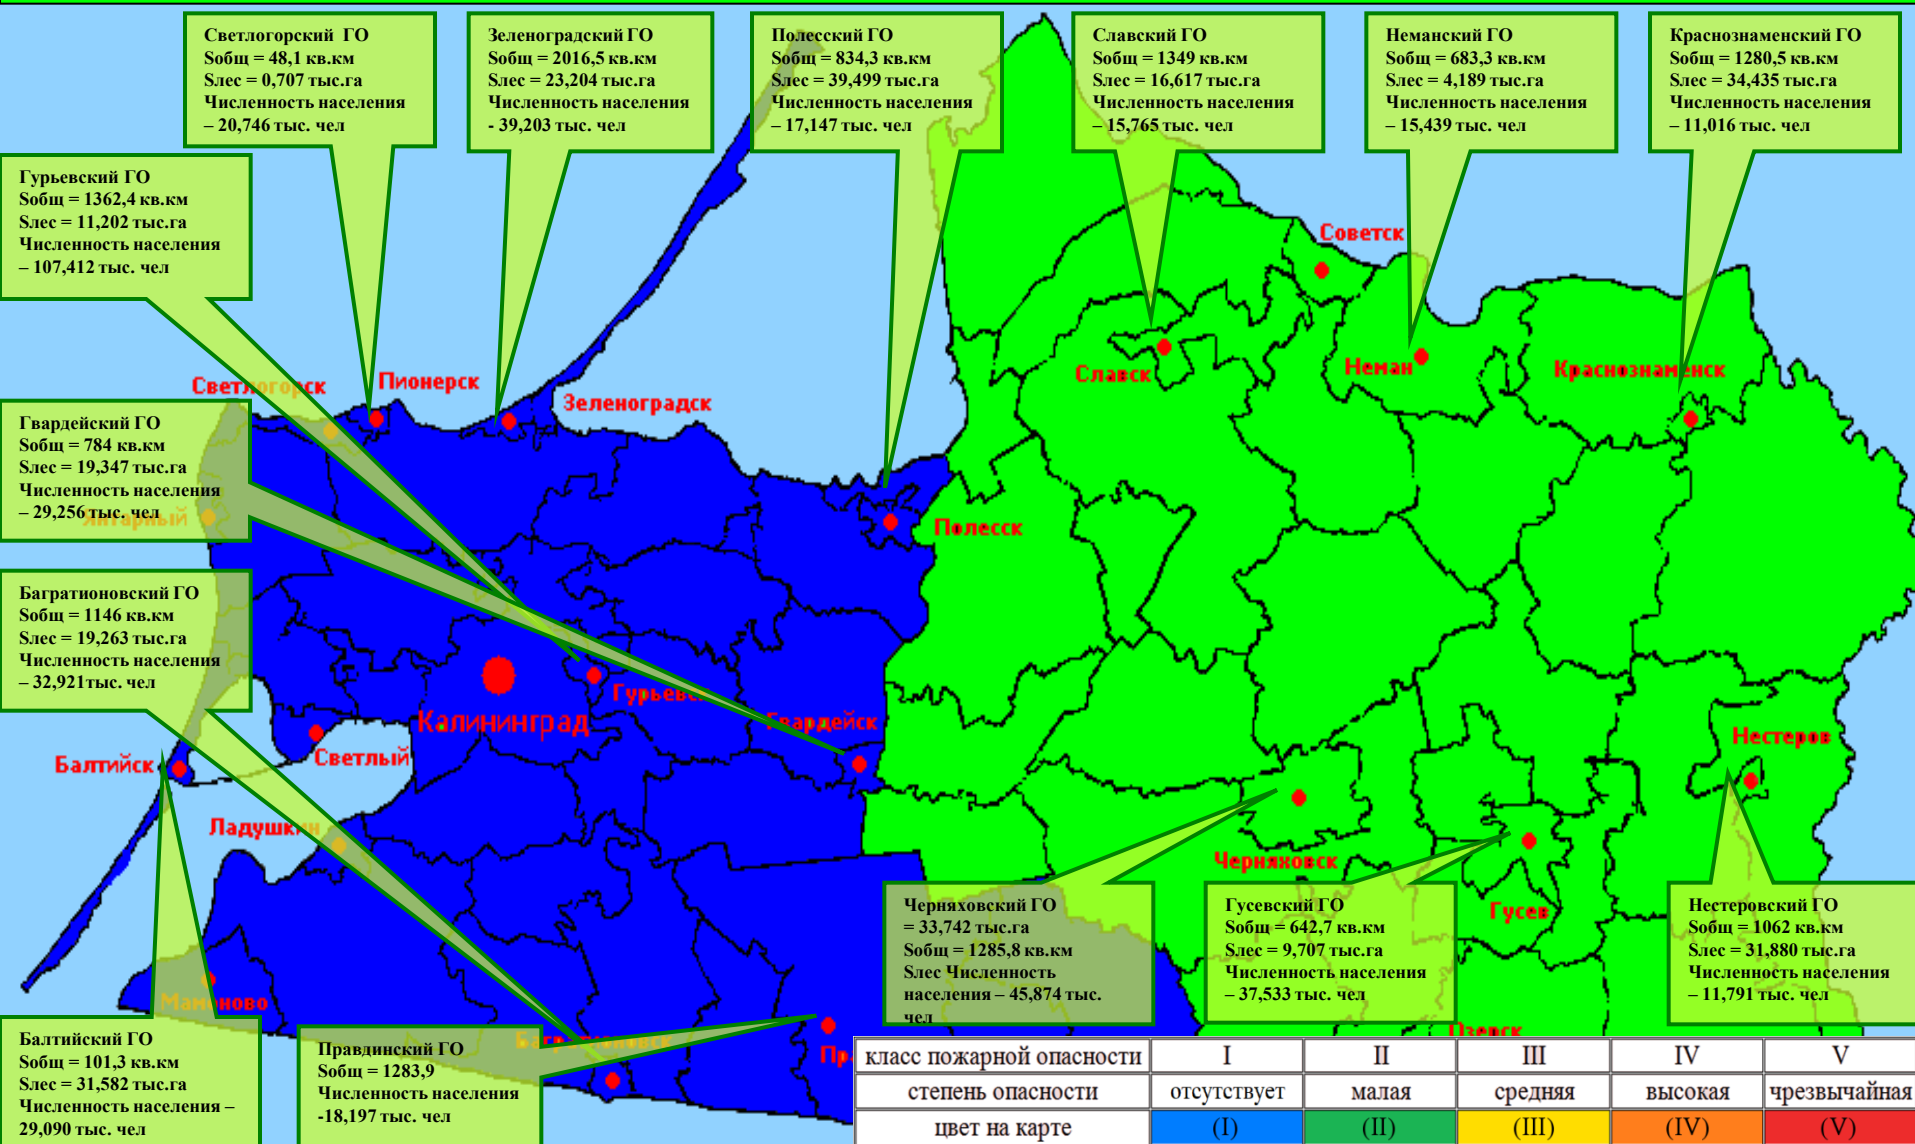 Светлогорский ГО
Sобщ = 48,1 кв.км
Sлес = 0,707 тыс.га
Численность населения
– 20,746 тыс. чел
Зеленоградский ГО
Sобщ = 2016,5 кв.км
Sлес = 23,204 тыс.га
Численность населения
- 39,203 тыс. чел
Полесский ГО
Sобщ = 834,3 кв.км
Sлес = 39,499 тыс.га
Численность населения
– 17,147 тыс. чел
Славский ГО
Sобщ = 1349 кв.км
Sлес = 16,617 тыс.га
Численность населения
– 15,765 тыс. чел
Неманский ГО
Sобщ = 683,3 кв.км
Sлес = 4,189 тыс.га
Численность населения
– 15,439 тыс. чел
Краснознаменский ГО
Sобщ = 1280,5 кв.км
Sлес = 34,435 тыс.га
Численность населения
– 11,016 тыс. чел
Гурьевский ГО
Sобщ = 1362,4 кв.км
Sлес = 11,202 тыс.га
Численность населения
– 107,412 тыс. чел
Советск
Славск
Неман
Краснознаменск
Светлогорск
Пионерск
Зеленоградск
Гвардейский ГО
Sобщ = 784 кв.км
Sлес = 19,347 тыс.га
Численность населения
– 29,256 тыс. чел
Янтарный
Полесск
Багратионовский ГО
Sобщ = 1146 кв.км
Sлес = 19,263 тыс.га
Численность населения
– 32,921тыс. чел
Гурьевск
Калининград
Гвардейск
Нестеров
Балтийск
Светлый
Ладушкин
Черняховск
Гусев
Черняховский ГО
= 33,742 тыс.га
Sобщ = 1285,8 кв.км
Sлес Численность
населения – 45,874 тыс.
чел
Гусевский ГО
Sобщ = 642,7 кв.км
Sлес = 9,707 тыс.га
Численность населения
– 37,533 тыс. чел
Нестеровский ГО
Sобщ = 1062 кв.км
Sлес = 31,880 тыс.га
Численность населения
– 11,791 тыс. чел
Мамоново
Озерск
Багратионовск
Пр
Балтийский ГО
Sобщ = 101,3 кв.км
Sлес = 31,582 тыс.га
Численность населения –
29,090 тыс. чел
Правдинский ГО
Sобщ = 1283,9
Численность населения
-18,197 тыс. чел
класс пожарной опасности I II III IV V
степень опасности отсутствует малая средняя высокая чрезвычайная
цвет на карте (I) (II) (III) (IV) (V)